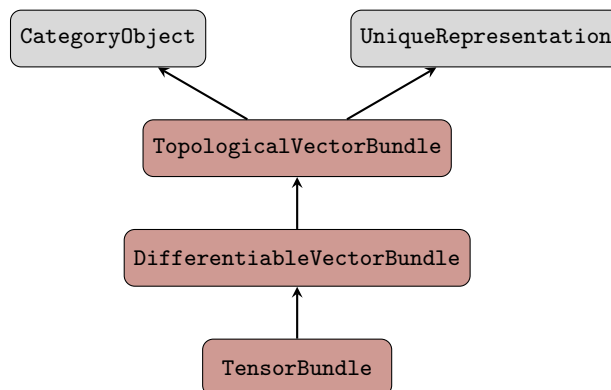 CategoryObject
UniqueRepresentation
TopologicalVectorBundle
DifferentiableVectorBundle
TensorBundle